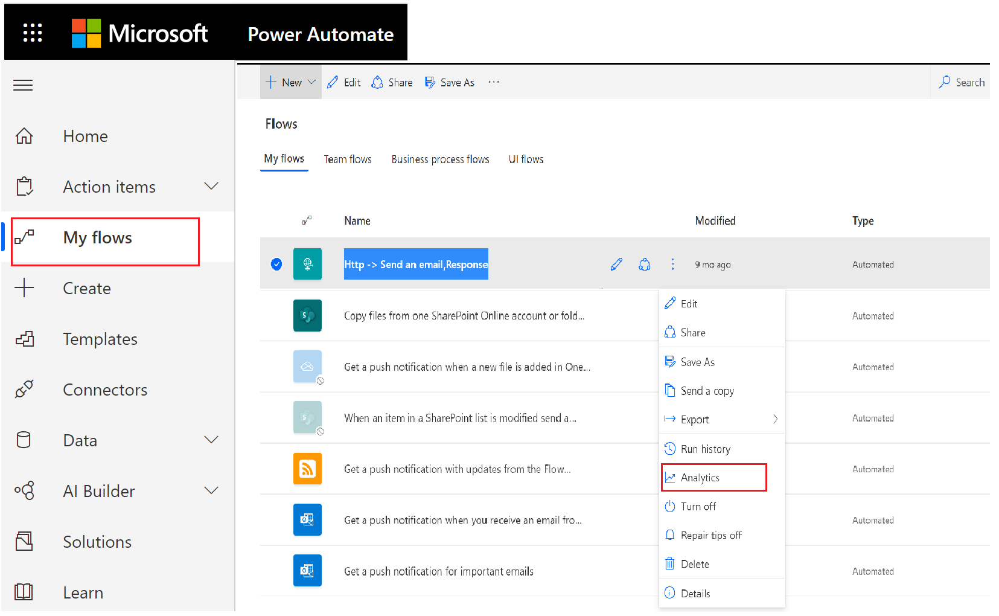 Microsoft Power Automate
New Edit Share Save As ··· Search
Home
Action items
My flows
Create
Templates
Connectors
Data
AI Builder
Solutions
Learn
Flows
My flows Team flows Business process flows UI flows
Name Modified Type
Http -> Send an email,Response 9 mo ago Automated
Copy files from one SharePoint Online account or fold... Automated
Get a push notification when a new file is added in One... Automated
When an item in a SharePoint list is modified send a... Automated
Get a push notification with updates from the Flow... Automated
Get a push notification when you receive an email fro... Automated
Get a push notification for important emails Automated
Edit
Share
Save As
Send a copy
Export
Run history
Analytics
Turn off
Repair tips off
Delete
Details